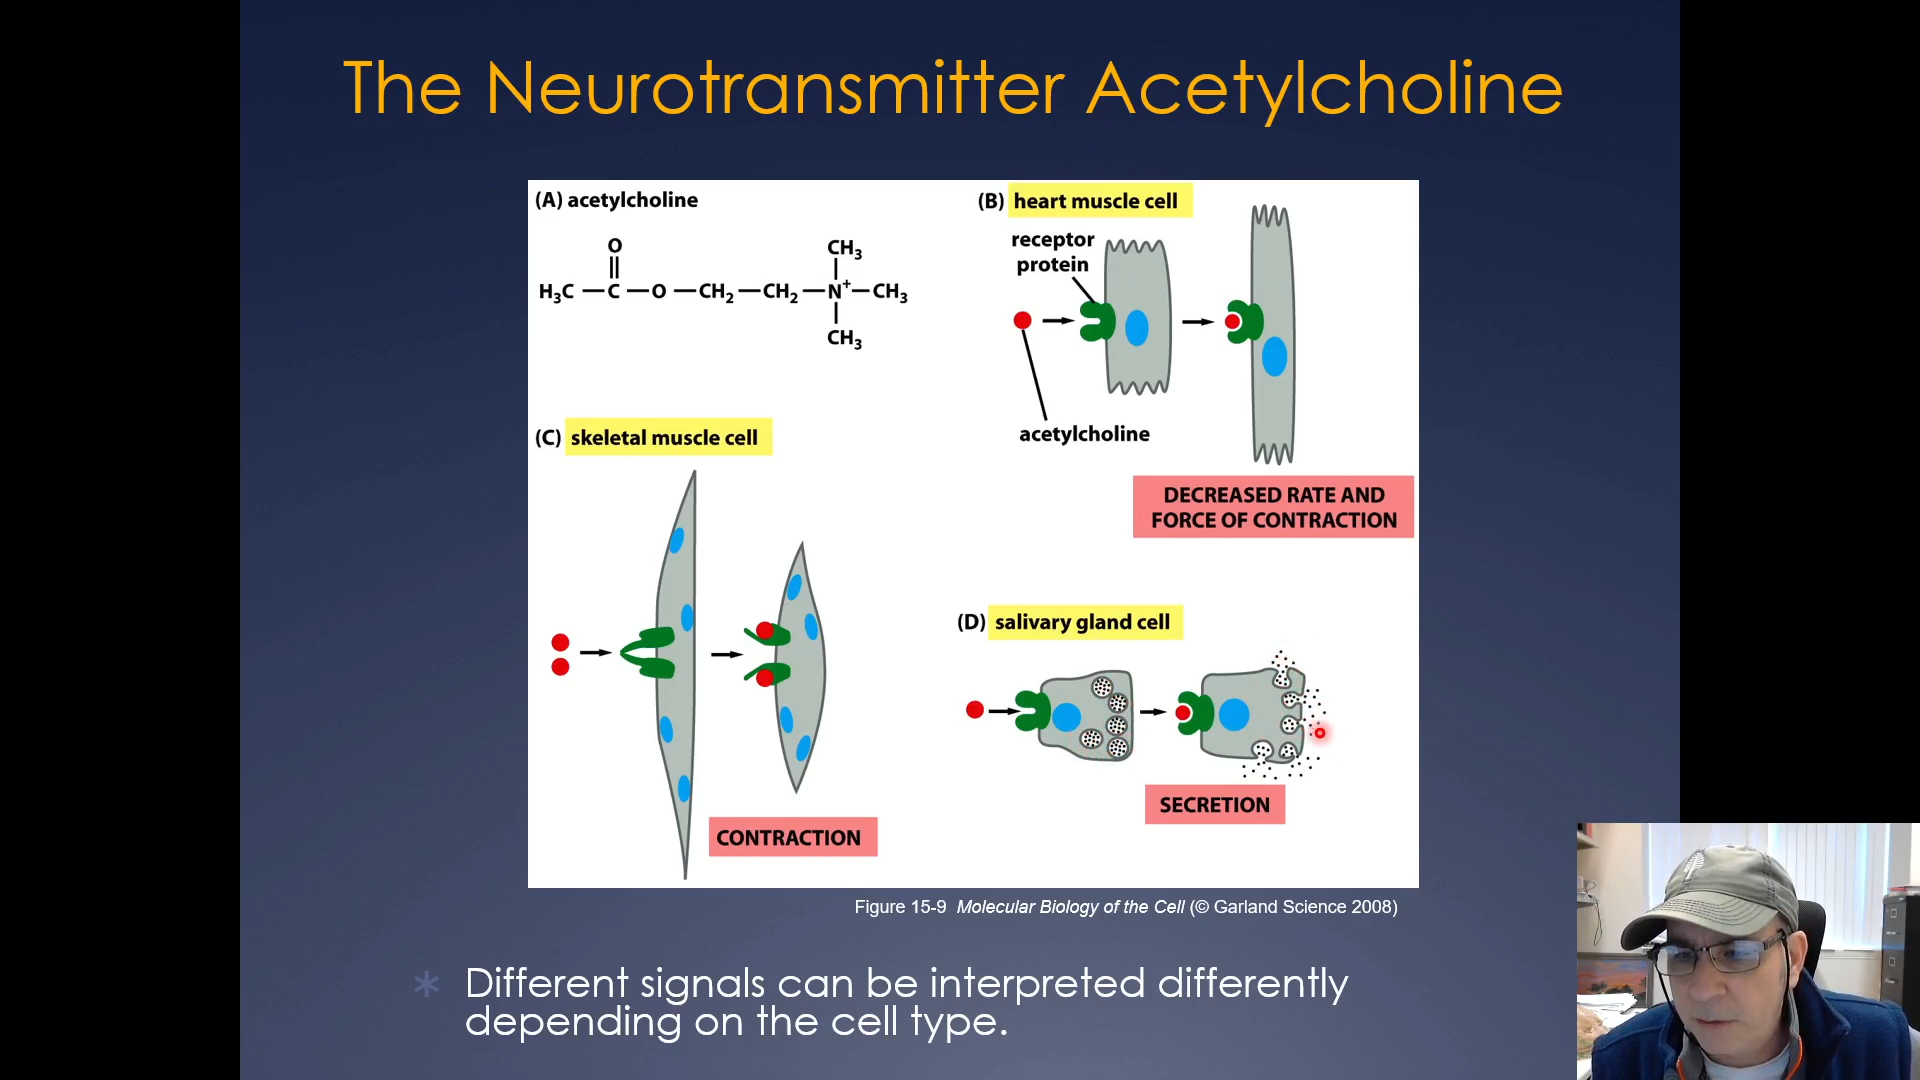 The Neurotransmitter Acetylcholine
(A) acetylcholine
O
CH3
H3C — C — O — CH2 — CH2 — N+ — CH3
CH3
(B) heart muscle cell
receptor
protein
acetylcholine
DECREASED RATE AND
FORCE OF CONTRACTION
(C) skeletal muscle cell
CONTRACTION
(D) salivary gland cell
SECRETION
Figure 15-9 Molecular Biology of the Cell (© Garland Science 2008)
* Different signals can be interpreted differently
depending on the cell type.